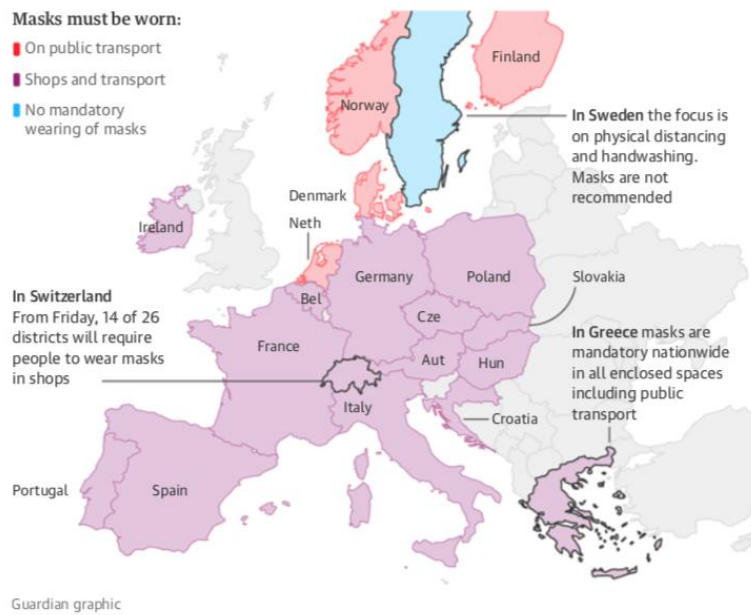 Masks must be worn:
On public transport
Shops and transport
No mandatory
wearing of masks
Finland
Norway
In Sweden the focus is
on physical distancing
and handwashing.
Masks are not
recommended
Denmark
Neth
Ireland
Germany
Poland
Slovakia
Bel
In Switzerland
From Friday, 14 of 26
districts will require
people to wear masks
in shops
Cze
France
Aut
Hun
In Greece masks are
mandatory nationwide
in all enclosed spaces
including public
transport
Italy
Croatia
Portugal
Spain
Guardian graphic